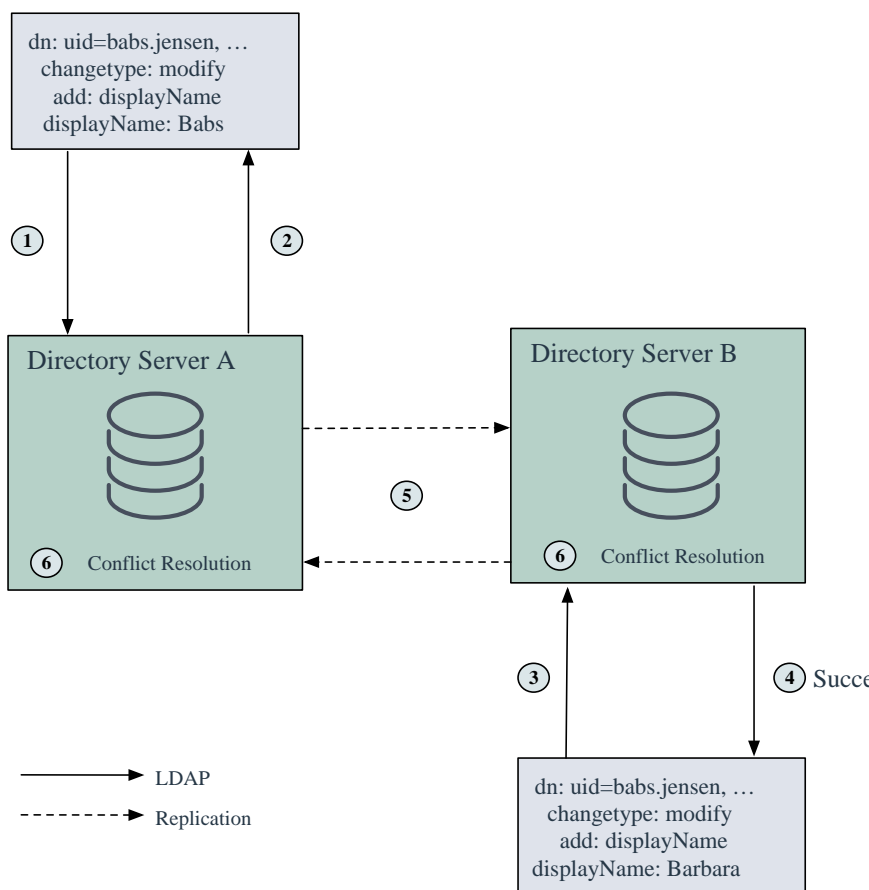 dn: uid=babs.jensen, …
changetype: modify
add: displayName
displayName: Babs
1
2
Directory Server A
Directory Server B
5
6 Conflict Resolution
6 Conflict Resolution
3
4
LDAP
Replication
dn: uid=babs.jensen, …
changetype: modify
add: displayName
displayName: Barbara